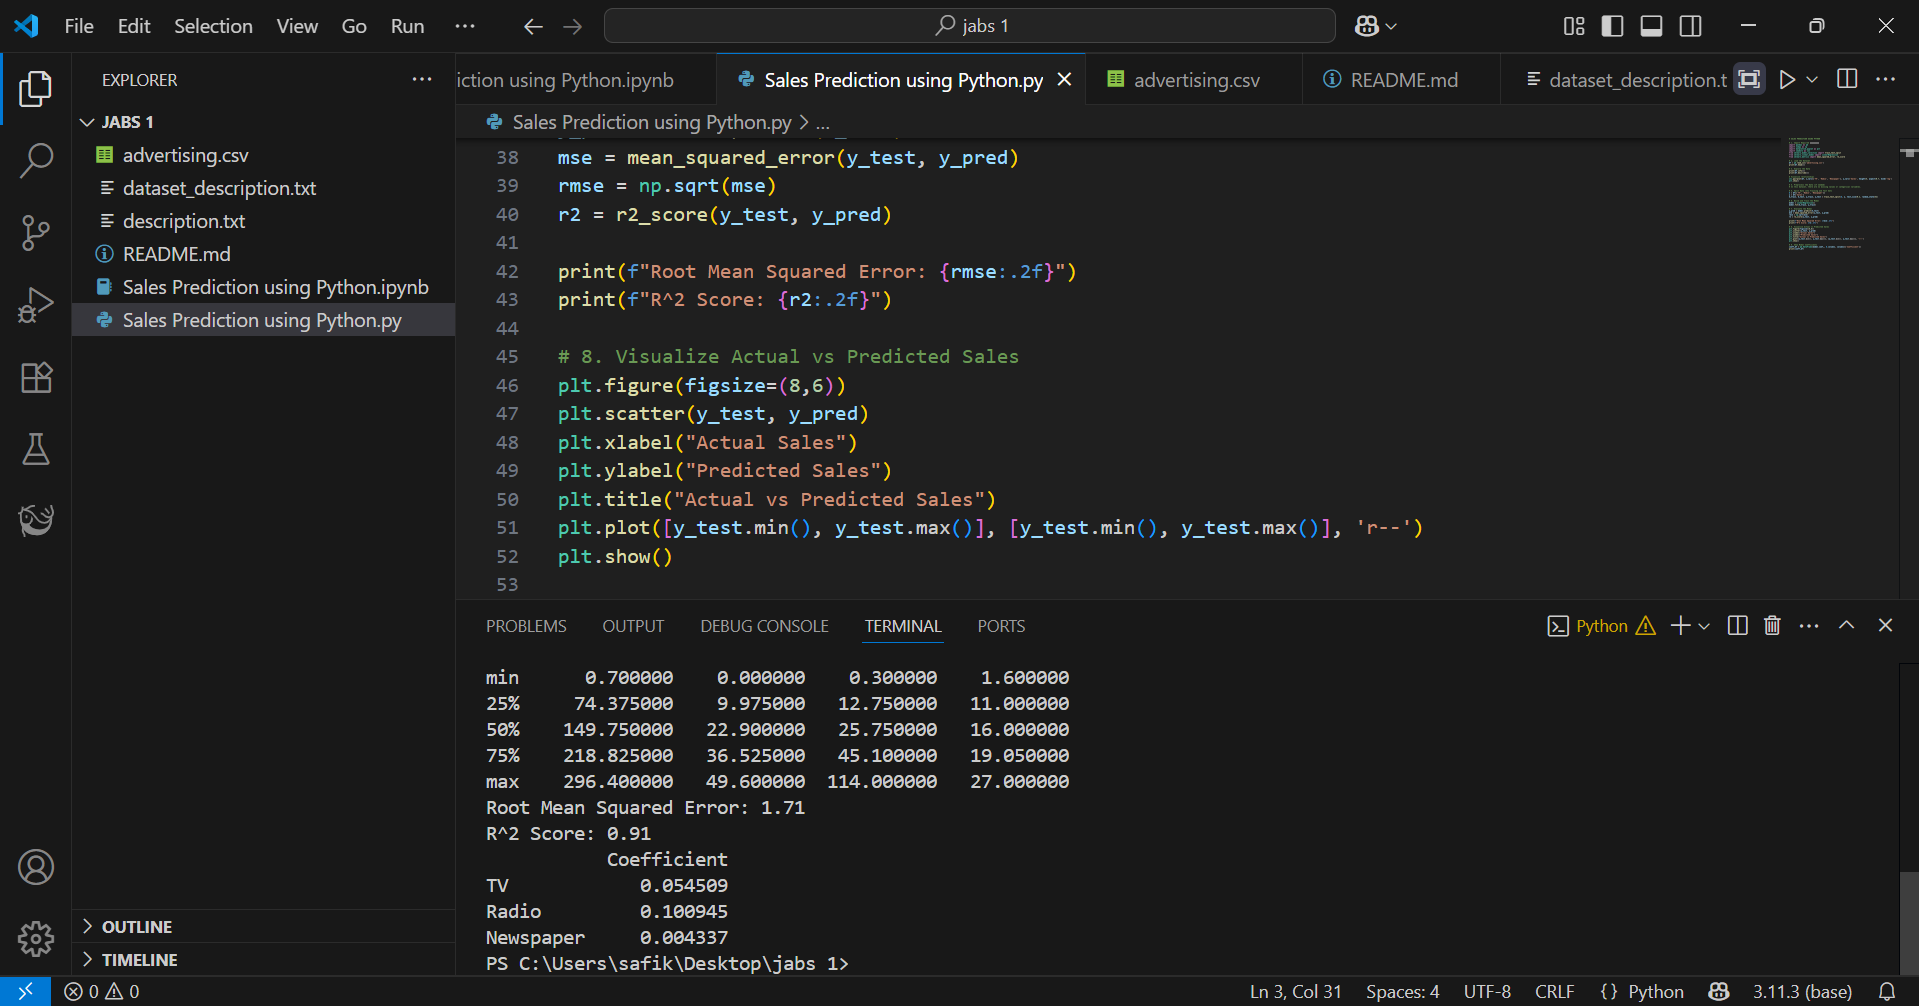 File Edit Selection View Go Run ··· jabs 1
EXPLORER ···
JABS 1
advertising.csv
dataset_description.txt
description.txt
README.md
Sales Prediction using Python.ipynb
Sales Prediction using Python.py
OUTLINE
TIMELINE
iction using Python.ipynb Sales Prediction using Python.py advertising.csv README.md dataset_description.t
Sales Prediction using Python.py > ...
38 mse = mean_squared_error(y_test, y_pred)
39 rmse = np.sqrt(mse)
40 r2 = r2_score(y_test, y_pred)
41
42 print(f"Root Mean Squared Error: {rmse:.2f}")
43 print(f"R^2 Score: {r2:.2f}")
44
45 # 8. Visualize Actual vs Predicted Sales
46 plt.figure(figsize=(8,6))
47 plt.scatter(y_test, y_pred)
48 plt.xlabel("Actual Sales")
49 plt.ylabel("Predicted Sales")
50 plt.title("Actual vs Predicted Sales")
51 plt.plot([y_test.min(), y_test.max()], [y_test.min(), y_test.max()], 'r--')
52 plt.show()
53
PROBLEMS OUTPUT DEBUG CONSOLE TERMINAL PORTS Python
min 0.700000 0.000000 0.300000 1.600000
25% 74.375000 9.975000 12.750000 11.000000
50% 149.750000 22.900000 25.750000 16.000000
75% 218.825000 36.525000 45.100000 19.050000
max 296.400000 49.600000 114.000000 27.000000
Root Mean Squared Error: 1.71
R^2 Score: 0.91
Coefficient
TV 0.054509
Radio 0.100945
Newspaper 0.004337
PS C:\Users\safik\Desktop\jabs 1>
0 0 Ln 3, Col 31 Spaces: 4 UTF-8 CRLF {} Python 3.11.3 (base)